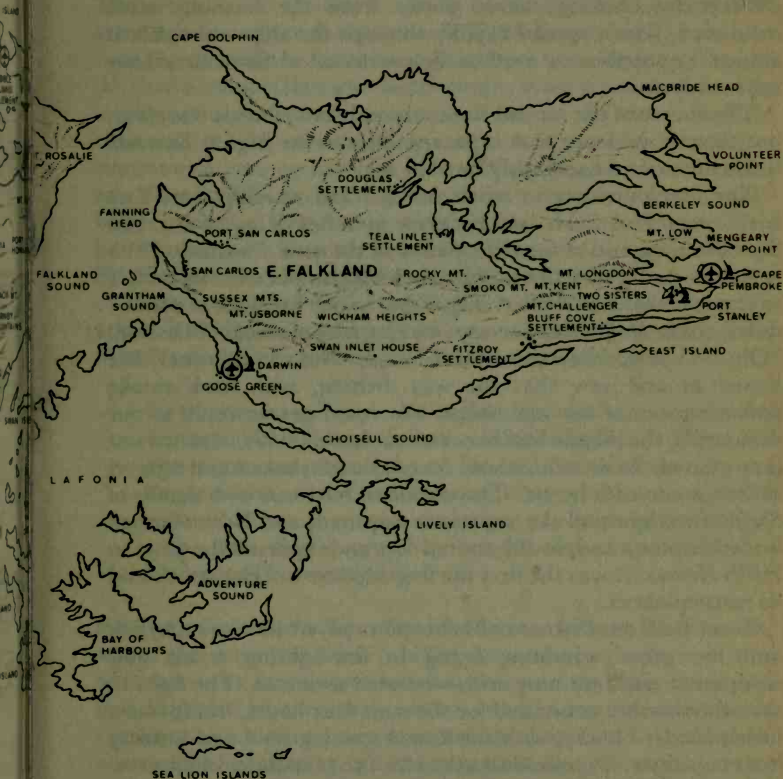 CAPE DOLPHIN
MACBRIDE HEAD
ROSALIE
VOLUNTEER
POINT
DOUGLAS
SETTLEMENT
BERKELEY SOUND
FANNING
HEAD
PORT SAN CARLOS
TEAL INLET
SETTLEMENT
MT. LOW
MENGEARY
POINT
FALKLAND
SOUND
SAN CARLOS
E. FALKLAND
ROCKY MT.
MT. LONGDON
CAPE
PEMBROKE
GRANTHAM
SOUND
SUSSEX MTS.
SMOKO MT.
MT. KENT
TWO SISTERS
MT. USBORNE
WICKHAM HEIGHTS
MT. CHALLENGER
PORT
STANLEY
BLUFF COVE
SETTLEMENT
SWAN INLET HOUSE
FITZROY
SETTLEMENT
EAST ISLAND
DARWIN
GOOSE GREEN
CHOISEUL SOUND
LAFONIA
LIVELY ISLAND
ADVENTURE
SOUND
BAY OF
HARBOURS
SEA LION ISLANDS